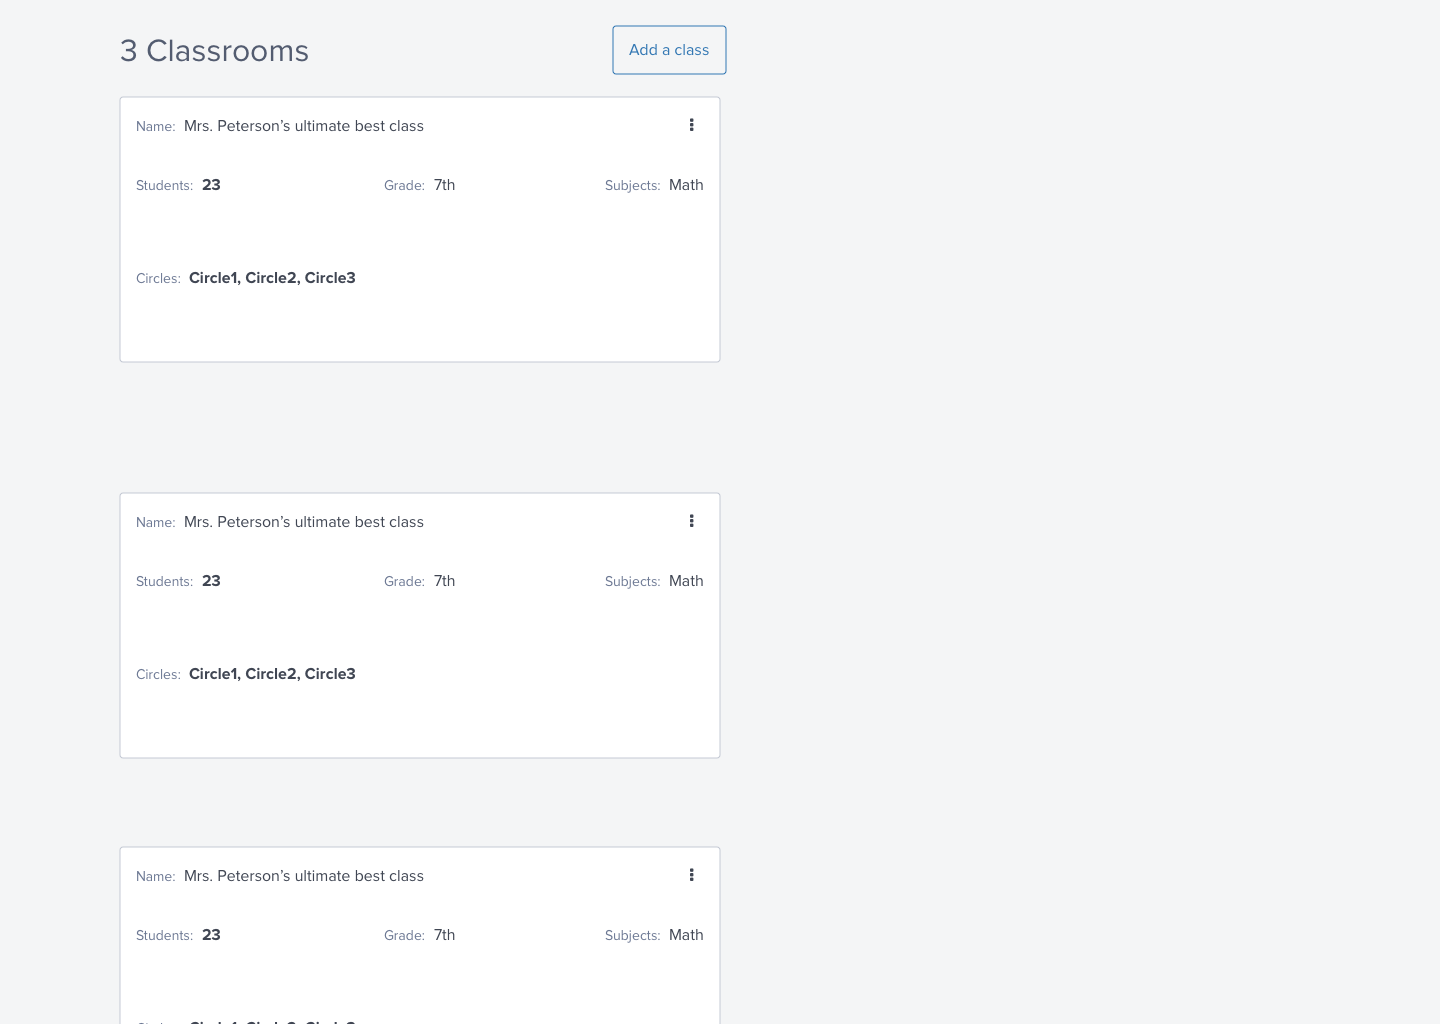 3 Classrooms
Add a class
Name: Mrs. Peterson’s ultimate best class
Students: 23 Grade: 7th Subjects: Math
Circles: Circle1, Circle2, Circle3
Name: Mrs. Peterson’s ultimate best class
Students: 23 Grade: 7th Subjects: Math
Circles: Circle1, Circle2, Circle3
Name: Mrs. Peterson’s ultimate best class
Students: 23 Grade: 7th Subjects: Math